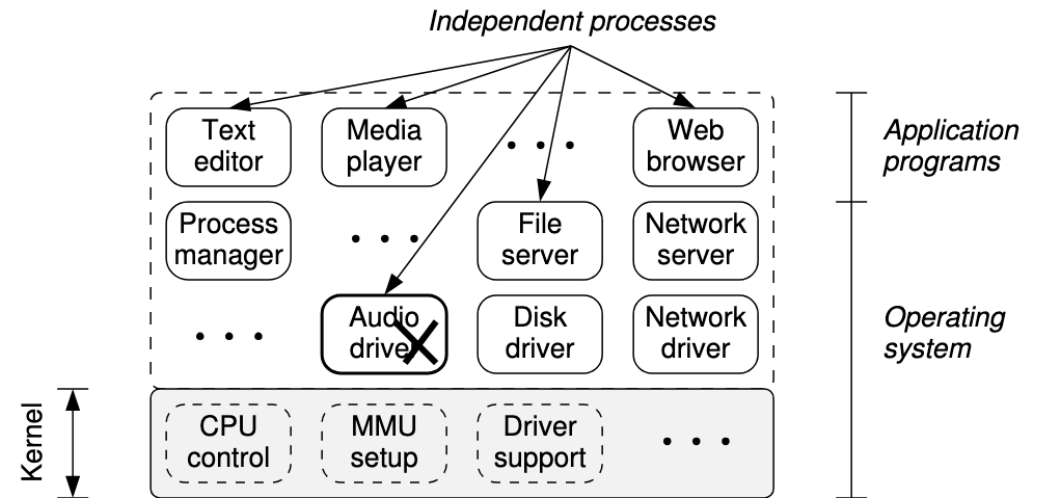 Independent processes
Text
editor
Media
player
. . .
Web
browser
Application
programs
Process
manager
. . .
File
server
Network
server
. . .
Audio
driver
Disk
driver
Network
driver
Operating
system
Kernel
CPU
control
MMU
setup
Driver
support
. . .